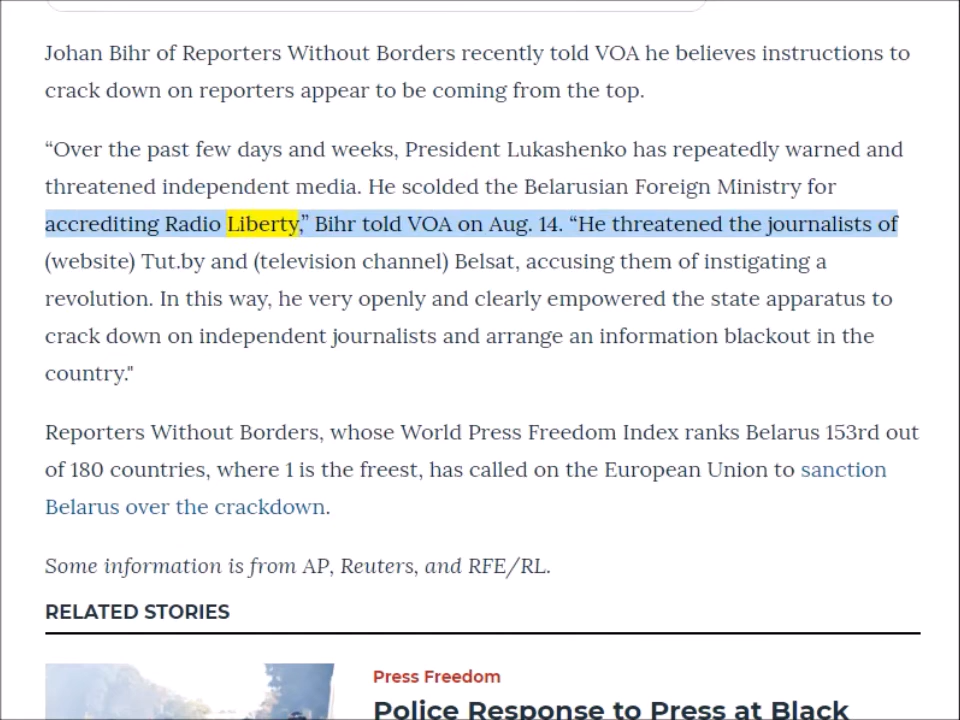 Johan Bihr of Reporters Without Borders recently told VOA he believes instructions to
crack down on reporters appear to be coming from the top.
“Over the past few days and weeks, President Lukashenko has repeatedly warned and
threatened independent media. He scolded the Belarusian Foreign Ministry for
accrediting Radio Liberty,” Bihr told VOA on Aug. 14. “He threatened the journalists of
(website) Tut.by and (television channel) Belsat, accusing them of instigating a
revolution. In this way, he very openly and clearly empowered the state apparatus to
crack down on independent journalists and arrange an information blackout in the
country."
Reporters Without Borders, whose World Press Freedom Index ranks Belarus 153rd out
of 180 countries, where 1 is the freest, has called on the European Union to sanction
Belarus over the crackdown.
Some information is from AP, Reuters, and RFE/RL.
RELATED STORIES
Press Freedom
Police Response to Press at Black